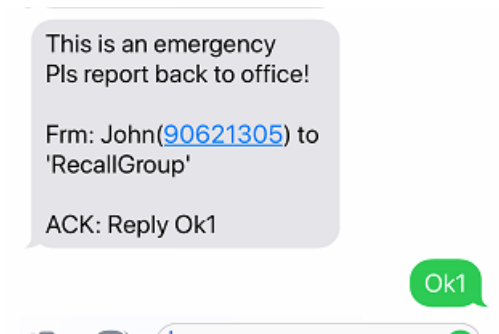 This is an emergency
Pls report back to office!
Frm: John(90621305) to
'RecallGroup'
ACK: Reply Ok1
Ok1